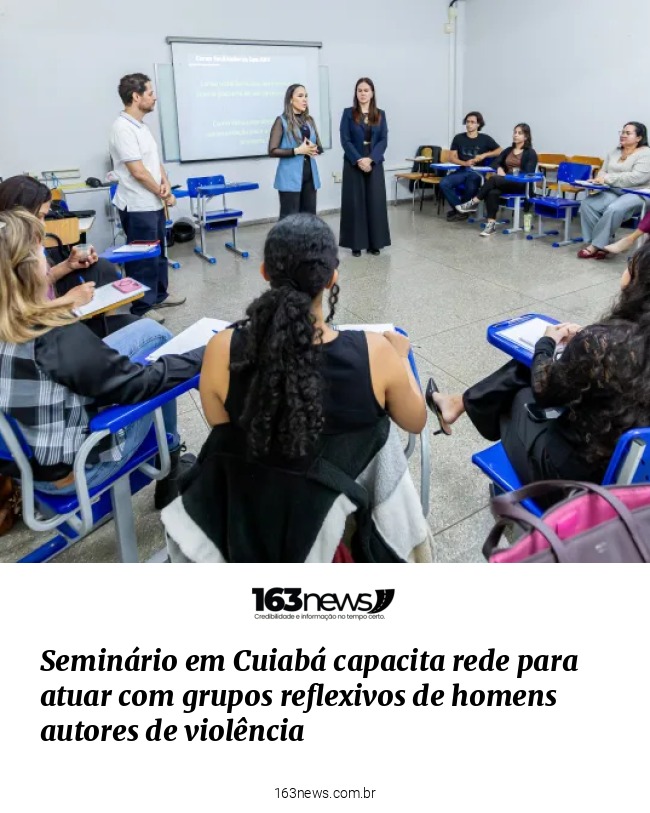 163news
Credibilidade e informação no tempo certo.
Seminário em Cuiabá capacita rede para
atuar com grupos reflexivos de homens
autores de violência
163news.com.br